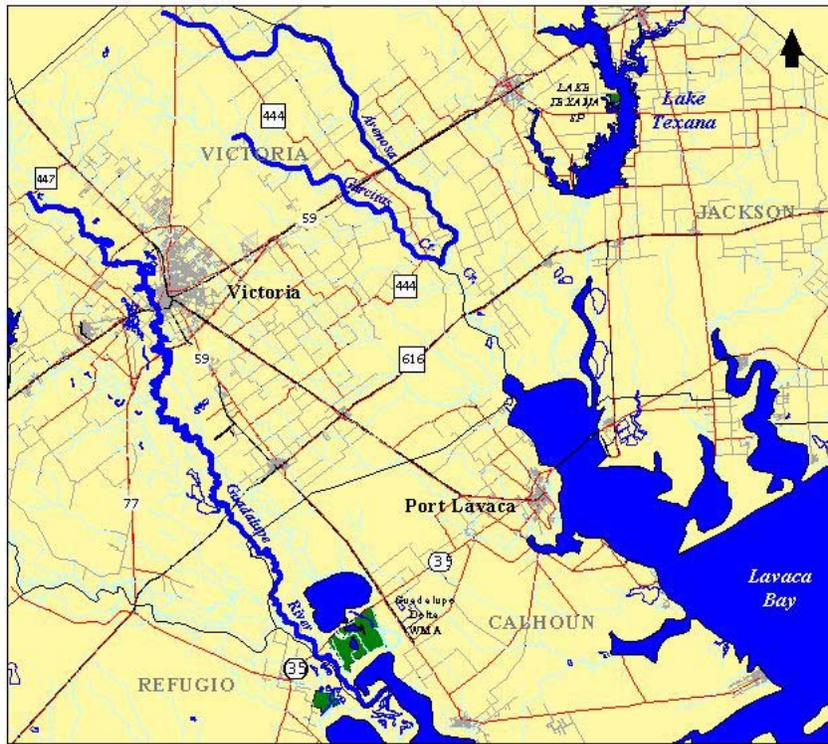 LAKE
TEXANA
SP
Lake
Texana
444
Arenosa
VICTORIA
447
Garcitas
JACKSON
59
Cr.
Cr.
444
Victoria
616
59
77
Guadalupe
Port Lavaca
35
Lavaca
Bay
River
Guadalupe
Delta
WMA
CALHOUN
35
REFUGIO